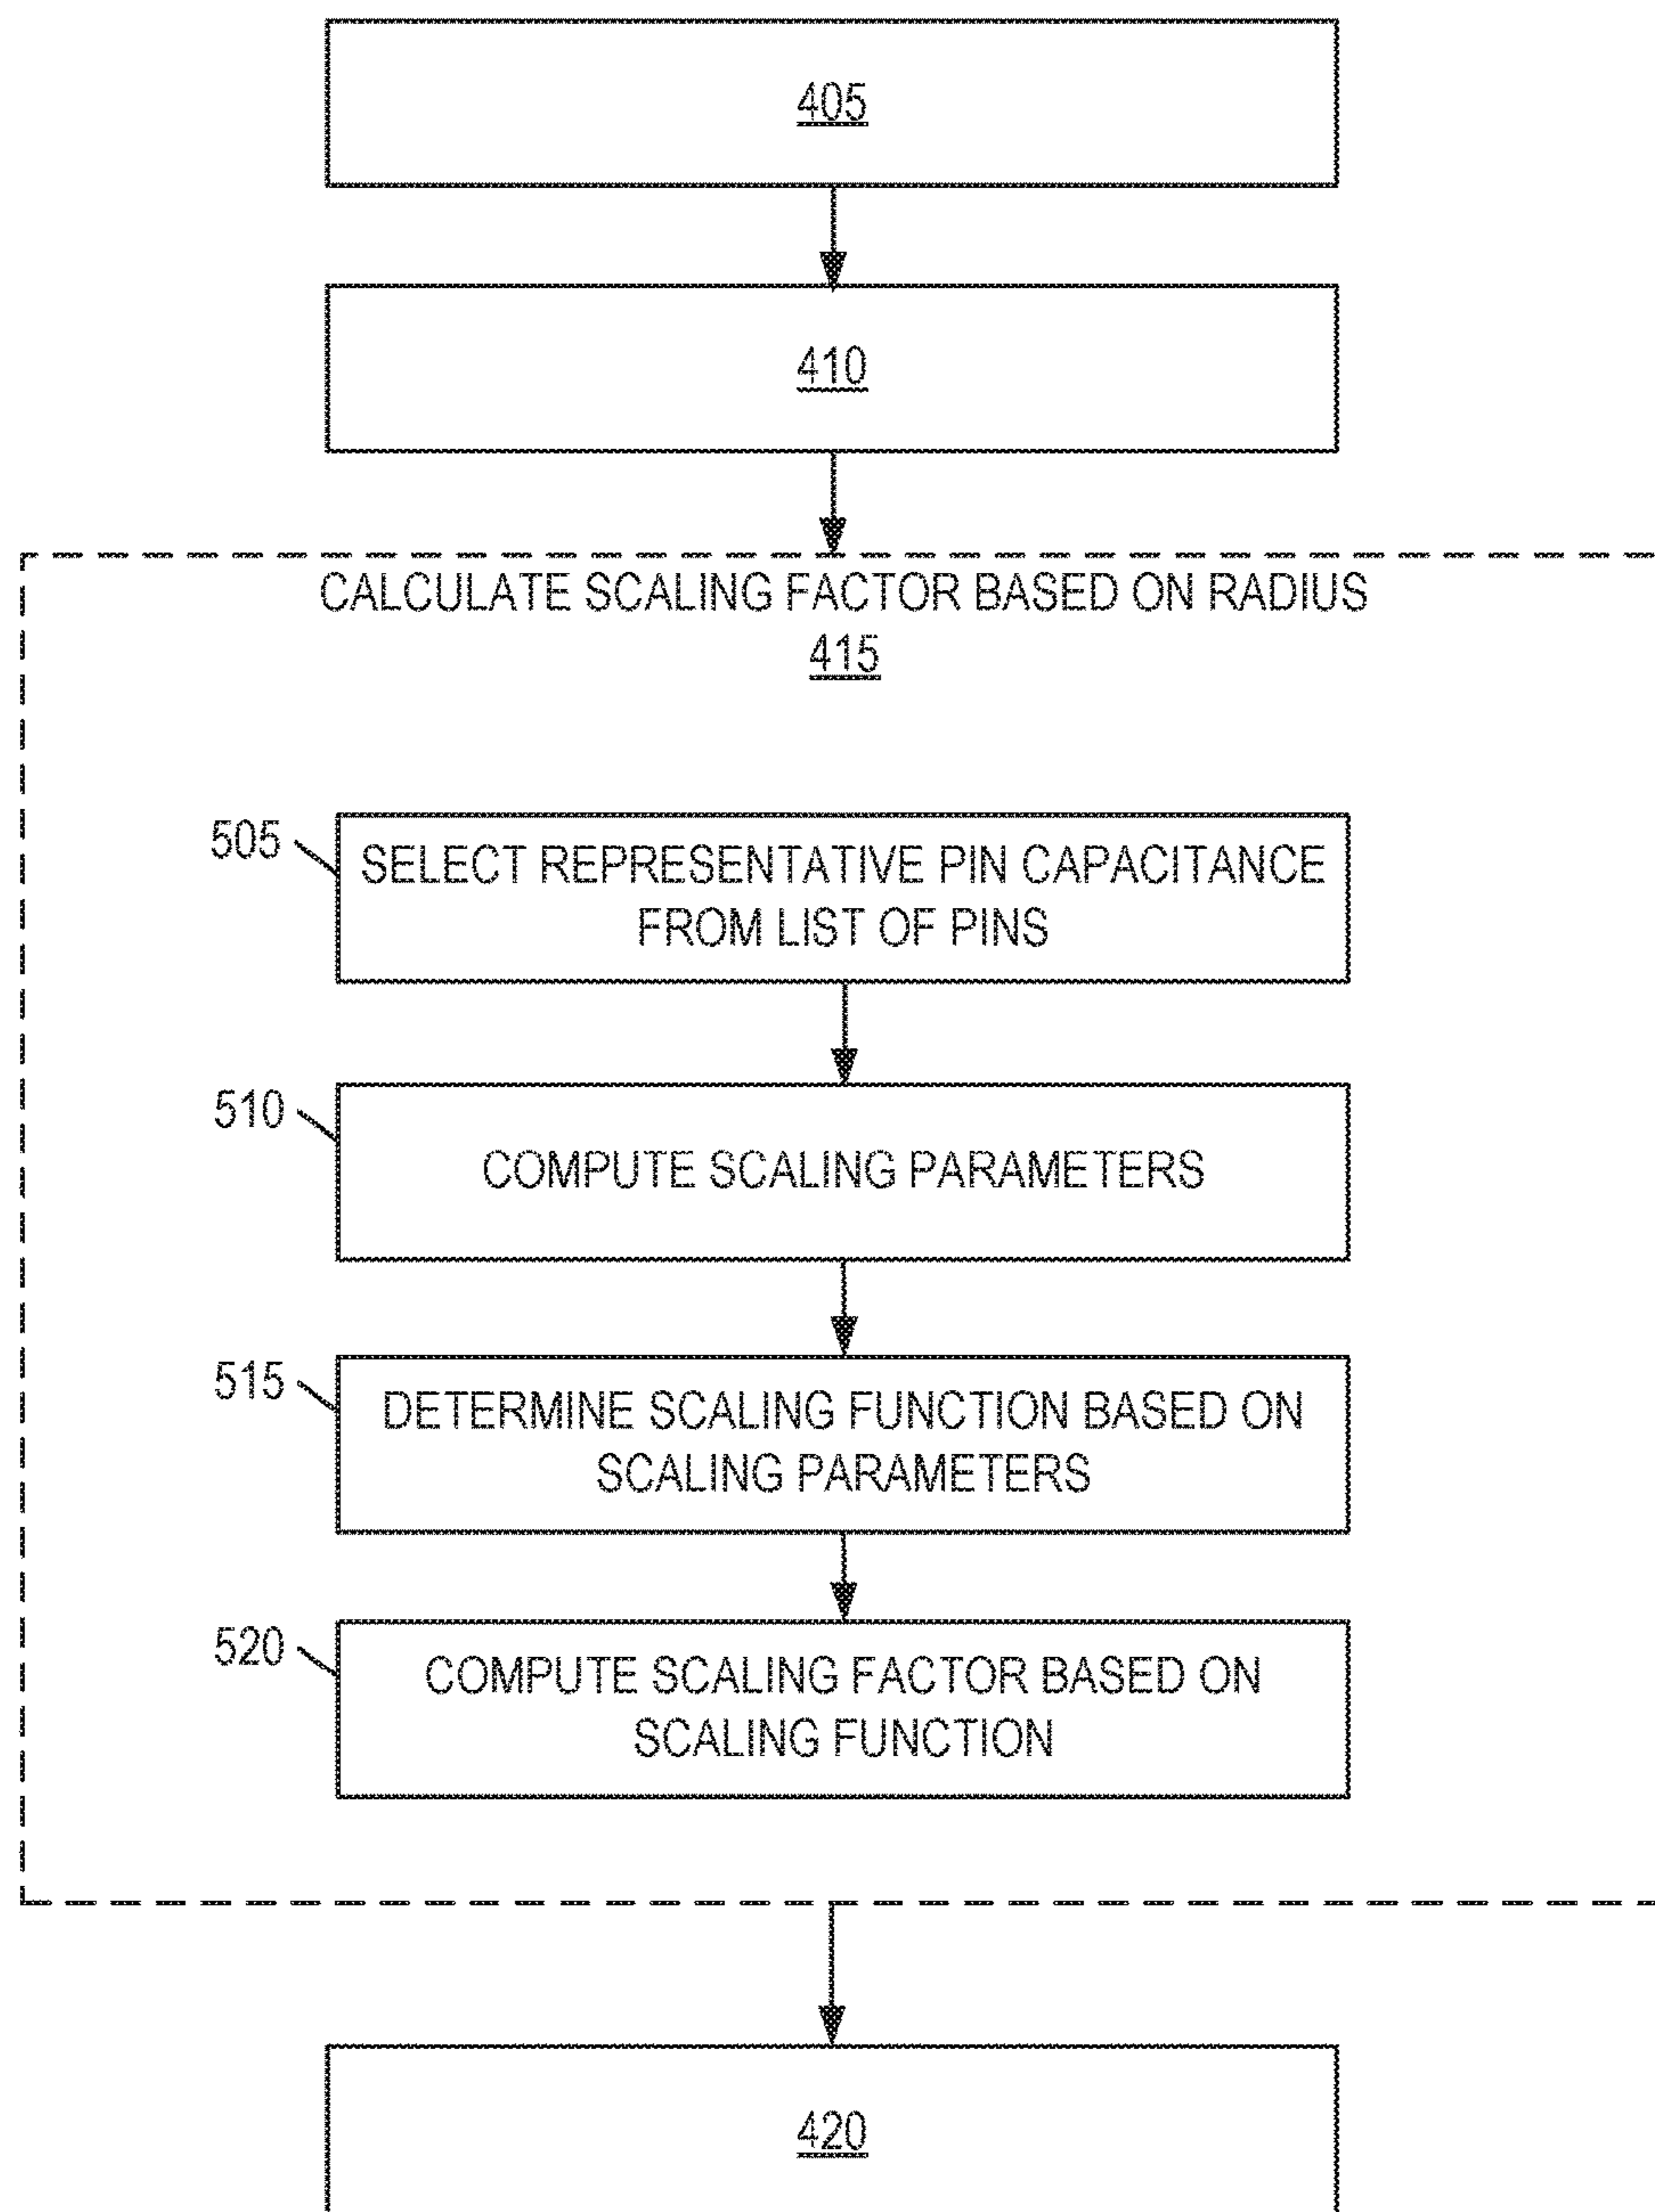 405
410
CALCULATE SCALING FACTOR BASED ON RADIUS
415
505
SELECT REPRESENTATIVE PIN CAPACITANCE
FROM LIST OF PINS
510
COMPUTE SCALING PARAMETERS
515
DETERMINE SCALING FUNCTION BASED ON
SCALING PARAMETERS
520
COMPUTE SCALING FACTOR BASED ON
SCALING FUNCTION
420